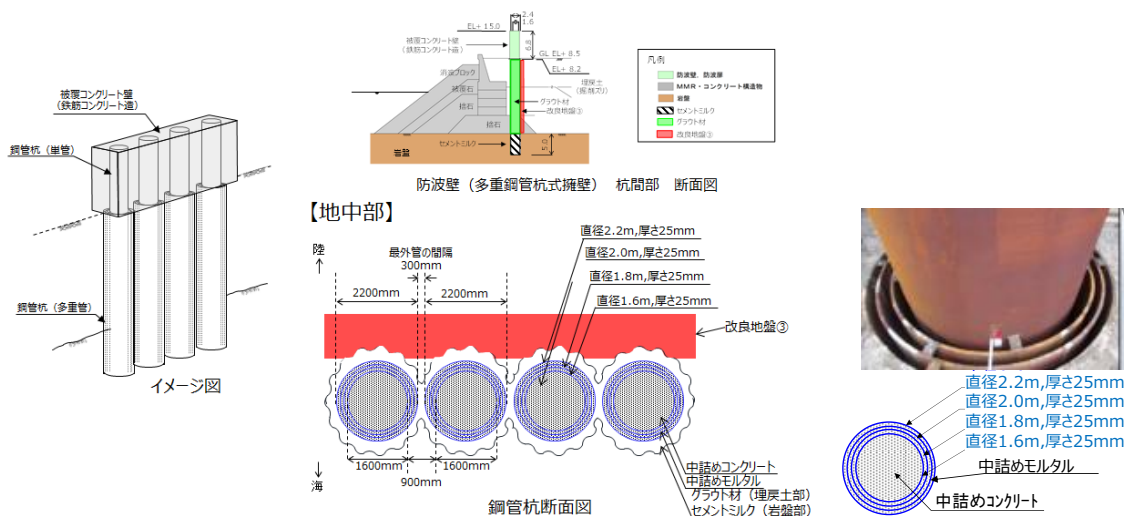 被覆コンクリート壁
(鉄筋コンクリート造)
鋼管杭(単管)
鋼管杭(多重管)
イメージ図
2.4
1.6
EL+ 15.0
被覆コンクリート壁
(鉄筋コンクリート造)
6.8
GL EL+ 8.5
EL+ 8.2
消波ブロック
被覆石
捨石
捨石
埋戻土
(掘削ズリ)
グラウト材
改良地盤③
セメントミルク
5.0
岩盤
凡例
防波壁、防波扉
MMR・コンクリート構造物
岩盤
セメントミルク
グラウト材
改良地盤③
防波壁(多重鋼管杭式擁壁) 杭間部 断面図
【地中部】
陸
海
最外管の間隔
300mm
2200mm
2200mm
直径2.2m,厚さ25mm
直径2.0m,厚さ25mm
直径1.8m,厚さ25mm
直径1.6m,厚さ25mm
改良地盤③
1600mm
1600mm
900mm
中詰めコンクリート
中詰めモルタル
グラウト材(埋戻土部)
セメントミルク(岩盤部)
鋼管杭断面図
直径2.2m,厚さ25mm
直径2.0m,厚さ25mm
直径1.8m,厚さ25mm
直径1.6m,厚さ25mm
中詰めモルタル
中詰めコンクリート